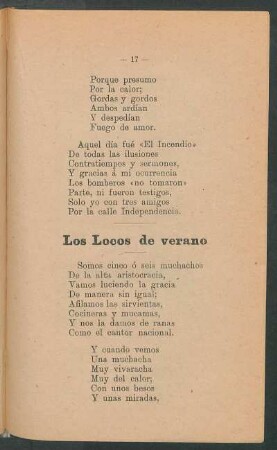 — 17 —
Porque presumo
Por la calor;
Gordas y gordos
Ambos ardian
Y despedían
Fuego de amor.
Aquel día fué «El Incendio»
De todas las ilusiones
Contratiempos y sermones,
Y gracias á mi ocurrencia
Los bomberos «no tomaron»
Parte, ni fueron testigos,
Solo yo con tres amigos
Por la calle Independencia.
Los Locos de verano
Somos cinco ó seis muchachos
De la alta aristocracia,
Vamos luciendo la gracia
De manera sin igual;
Afilamos las sirvientas,
Cocineras y mucamas,
Y nos la damos de ranas
Como el cantor nacional.
Y cuando vemos
Una muchacha
Muy vivaracha
Muy del calor;
Con unos besos
Y unas miradas,